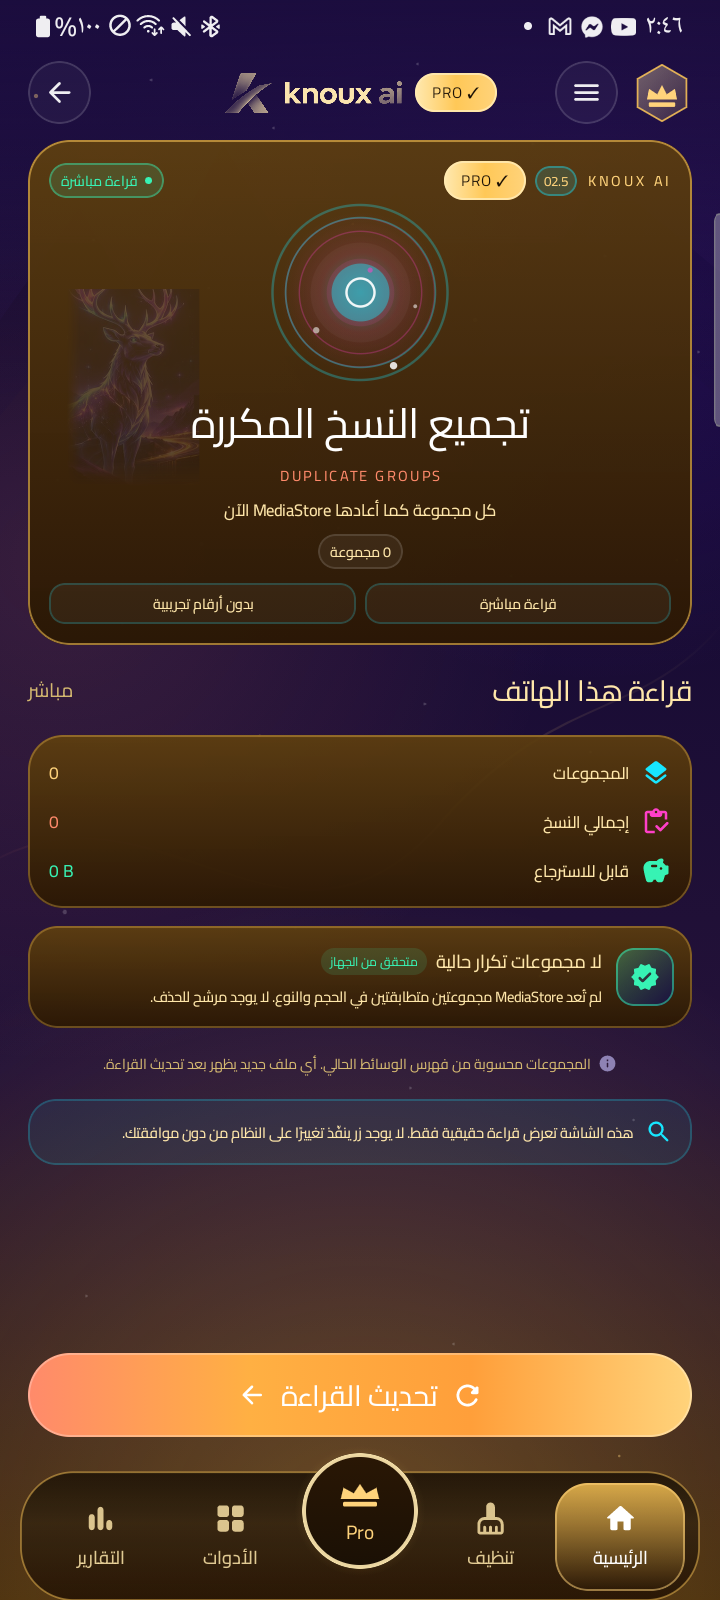 ٢:٤٦
%١٠٠
knoux ai
PRO ✓
KNOUX AI
02.5
PRO ✓
قراءة مباشرة
تجميع النسخ المكررة
DUPLICATE GROUPS
كل مجموعة كما أعادها MediaStore الآن
0 مجموعة
قراءة مباشرة
بدون أرقام تجريبية
قراءة هذا الهاتف
مباشر
المجموعات
0
إجمالي النسخ
0
قابل للاسترجاع
0 B
لا مجموعات تكرار حالية
متحقق من الجهاز
لم تُعد MediaStore مجموعتين متطابقتين في الحجم والنوع. لا يوجد مرشح للحذف.
المجموعات محسوبة من فهرس الوسائط الحالي. أي ملف جديد يظهر بعد تحديث القراءة.
هذه الشاشة تعرض قراءة حقيقية فقط. لا يوجد زر ينفّذ تغييرًا على النظام من دون موافقتك.
تحديث القراءة
الرئيسية
تنظيف
Pro
الأدوات
التقارير